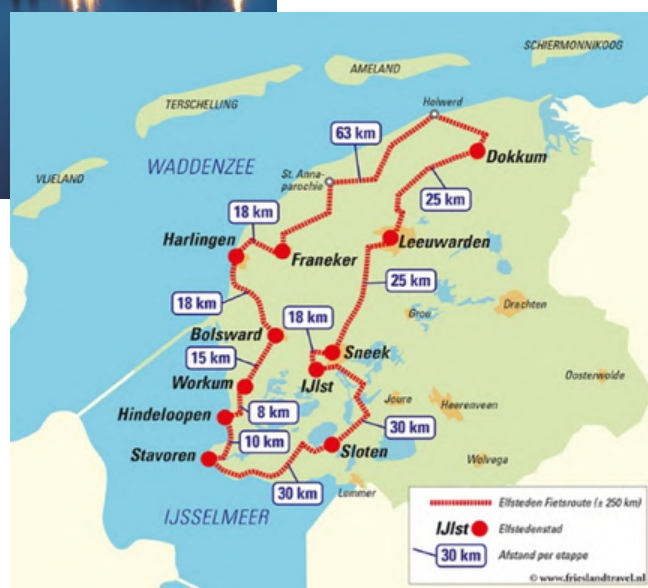 SCHIERMONNIKOOG
AMELAND
TERSCHELLING
Holwerd
63 km
Dokkum
WADDENZEE
St. Anna-
parochie
VLIELAND
25 km
18 km
Harlingen
Leeuwarden
Franeker
25 km
18 km
Drachten
18 km
Grou
Bolsward
Sneek
15 km
IJlst
Workum
Oosterwolde
Joure
Heerenveen
8 km
Hindeloopen
30 km
10 km
Sloten
Stavoren
Wolvega
30 km
Lemmer
IJSSELMEER
Elfsteden Fietsroute (± 250 km)
IJlst
Elfstedenstad
30 km
Afstand per etappe
© www.frieslandtravel.nl